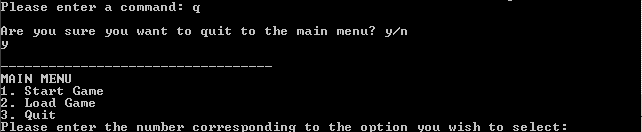 Please enter a command: q
Are you sure you want to quit to the main menu? y/n
y
----------------------------------
MAIN MENU
1. Start Game
2. Load Game
3. Quit
Please enter the number corresponding to the option you wish to select: